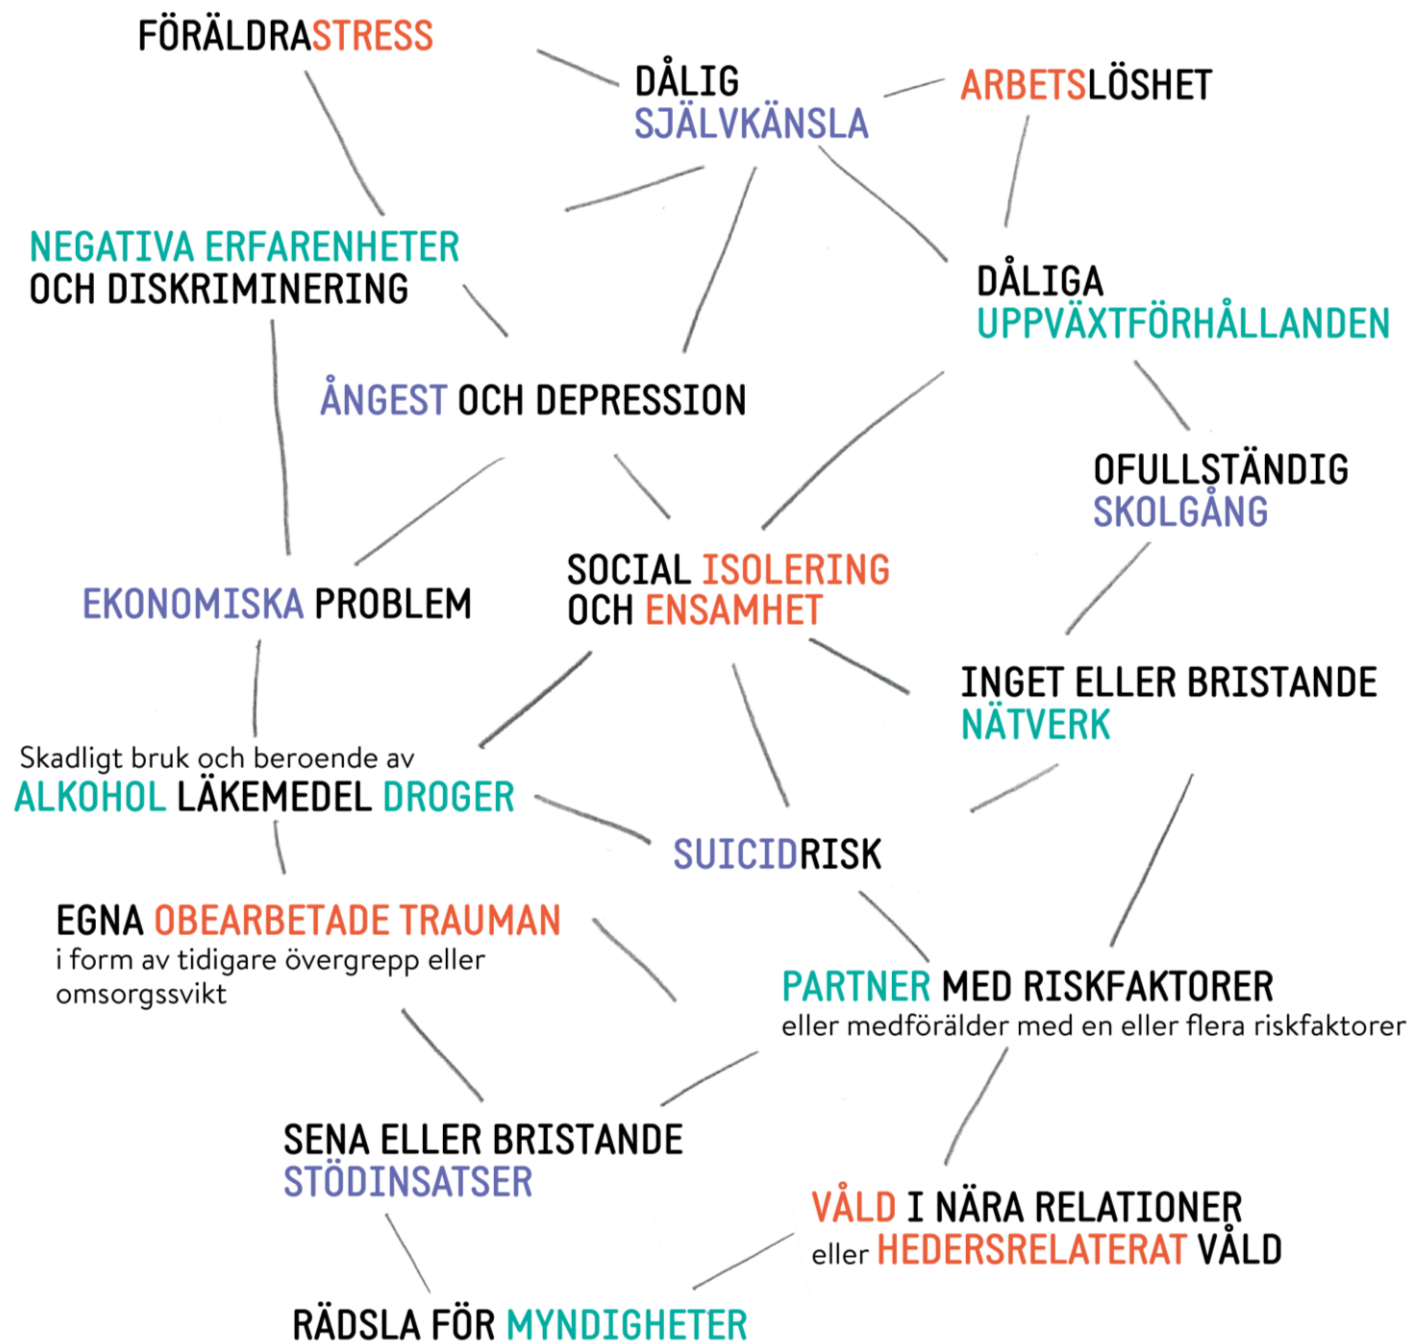 FÖRÄLDRASTRESS
DÅLIG
SJÄLVKÄNSLA
ARBETSLÖSHET
NEGATIVA ERFARENHETER
OCH DISKRIMINERING
DÅLIGA
UPPVÄXTFÖRHÅLLANDEN
ÅNGEST OCH DEPRESSION
OFULLSTÄNDIG
SKOLGÅNG
SOCIAL ISOLERING
OCH ENSAMHET
EKONOMISKA PROBLEM
INGET ELLER BRISTANDE
NÄTVERK
Skadligt bruk och beroende av
ALKOHOL LÄKEMEDEL DROGER
SUICIDRISK
EGNA OBEARBETADE TRAUMAN
i form av tidigare övergrepp eller
omsorgssvikt
PARTNER MED RISKFAKTORER
eller medförälder med en eller flera riskfaktorer
SENA ELLER BRISTANDE
STÖDINSATSER
VÅLD I NÄRA RELATIONER
eller HEDERSRELATERAT VÅLD
RÄDSLA FÖR MYNDIGHETER